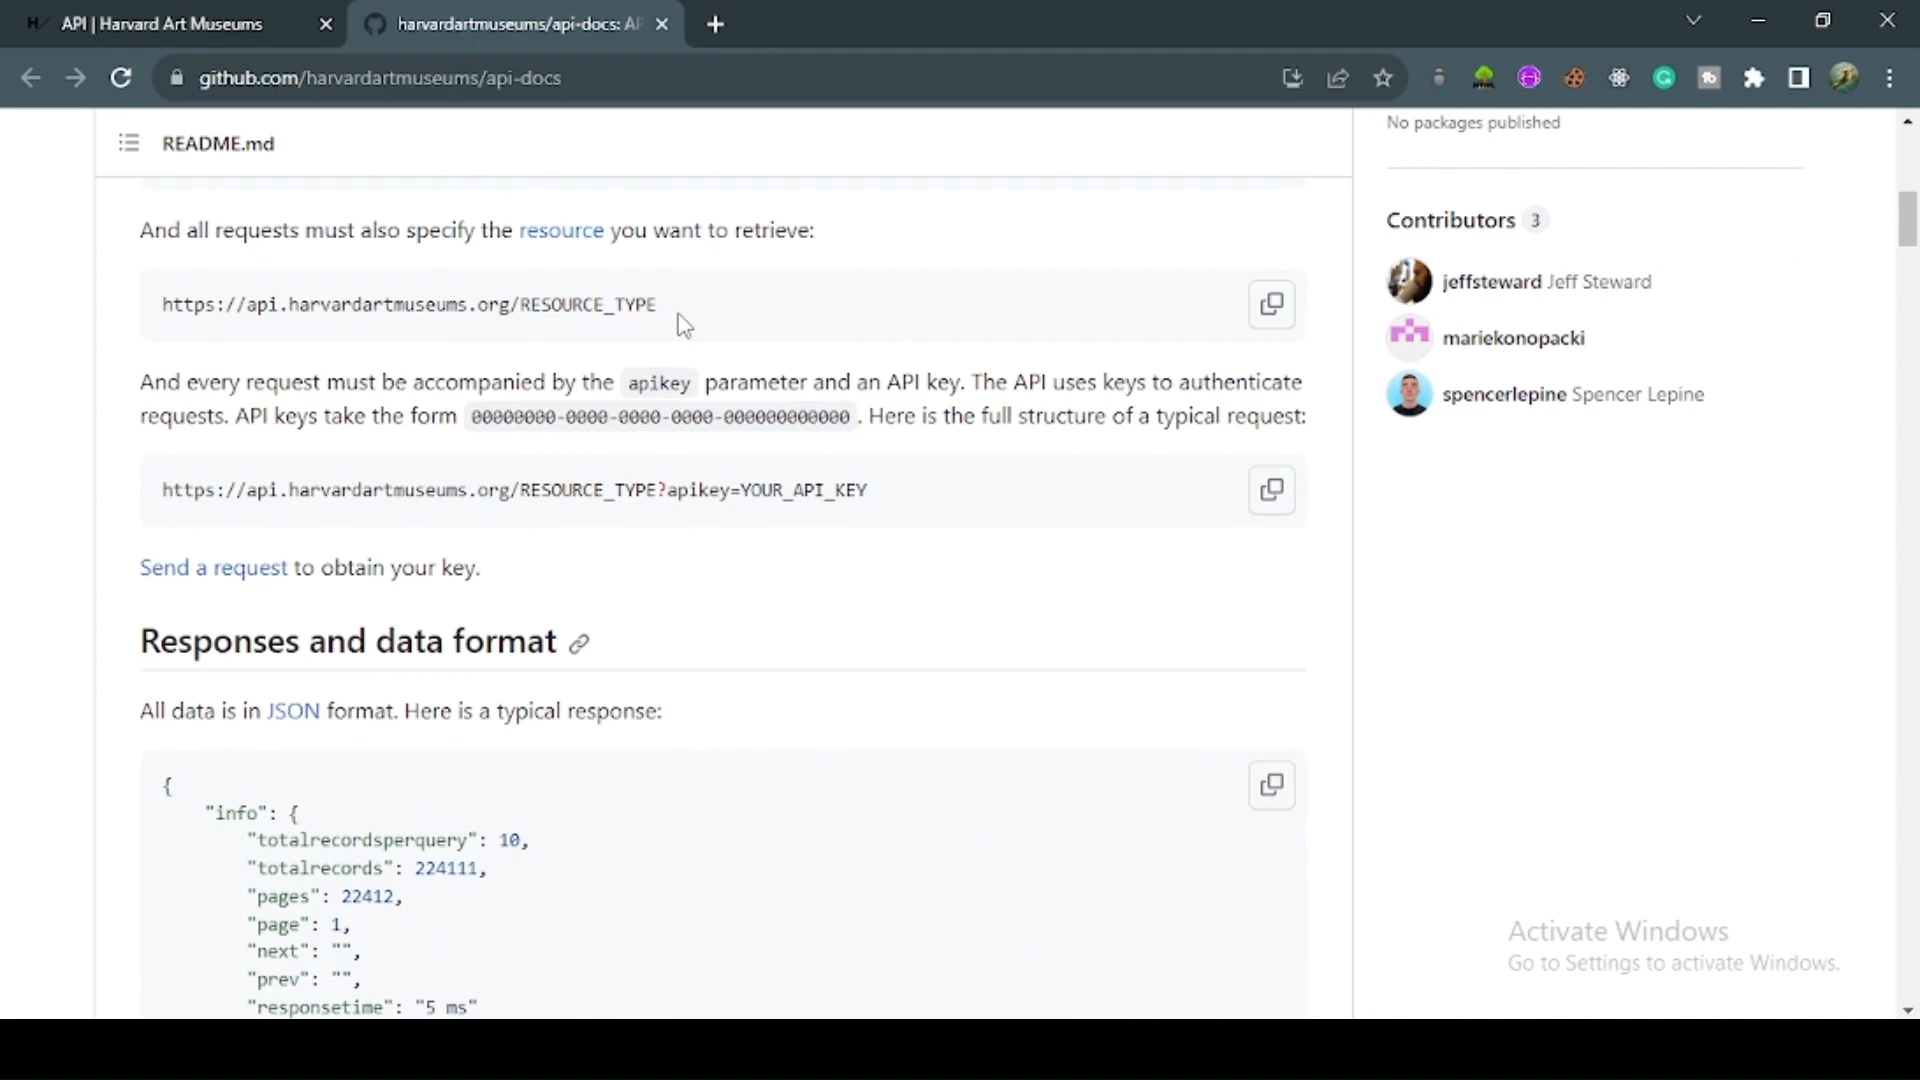 API | Harvard Art Museums
harvardartmuseums/api-docs: AP
github.com/harvardartmuseums/api-docs
README.md
No packages published
And all requests must also specify the resource you want to retrieve:
https://api.harvardartmuseums.org/RESOURCE_TYPE
And every request must be accompanied by the apikey parameter and an API key. The API uses keys to authenticate
requests. API keys take the form 00000000-0000-0000-0000-000000000000 . Here is the full structure of a typical request:
https://api.harvardartmuseums.org/RESOURCE_TYPE?apikey=YOUR_API_KEY
Send a request to obtain your key.
Responses and data format
All data is in JSON format. Here is a typical response:
{
"info": {
"totalrecordsperquery": 10,
"totalrecords": 224111,
"pages": 22412,
"page": 1,
"next": "",
"prev": "",
"responsetime": "5 ms"
Contributors 3
jeffsteward Jeff Steward
mariekonopacki
spencerlepine Spencer Lepine
Activate Windows
Go to Settings to activate Windows.